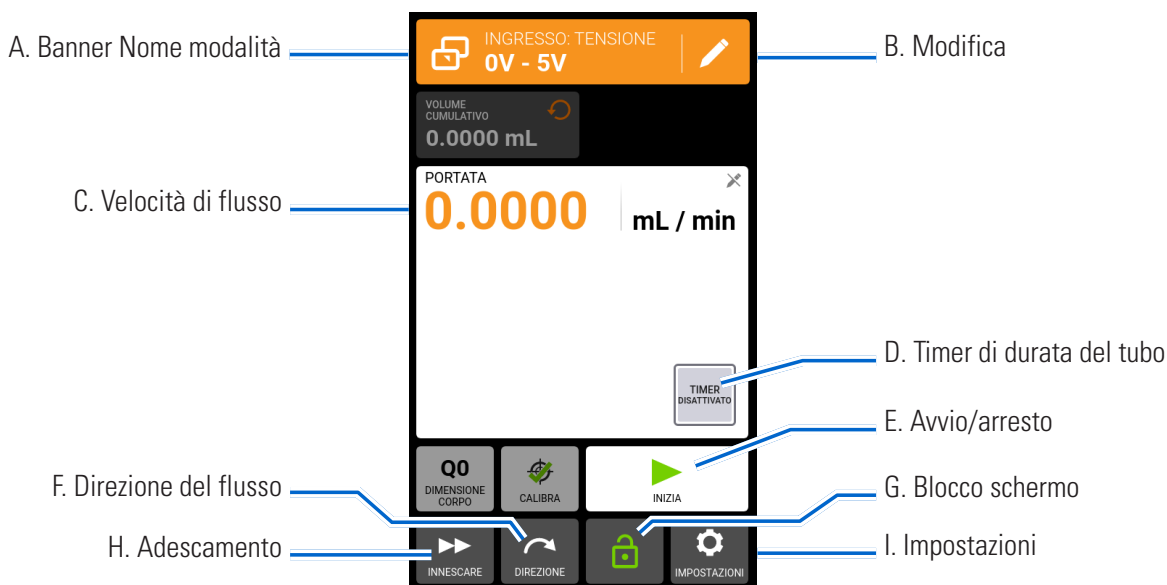 A. Banner Nome modalità
INGRESSO: TENSIONE
0V - 5V
B. Modifica
VOLUME
CUMULATIVO
0.0000 mL
C. Velocità di flusso
PORTATA
0.0000
mL / min
D. Timer di durata del tubo
TIMER
DISATTIVATO
E. Avvio/arresto
Q0
DIMENSIONE
CORPO
CALIBRA
INIZIA
F. Direzione del flusso
G. Blocco schermo
H. Adescamento
INNESCARE
DIREZIONE
IMPOSTAZIONI
I. Impostazioni